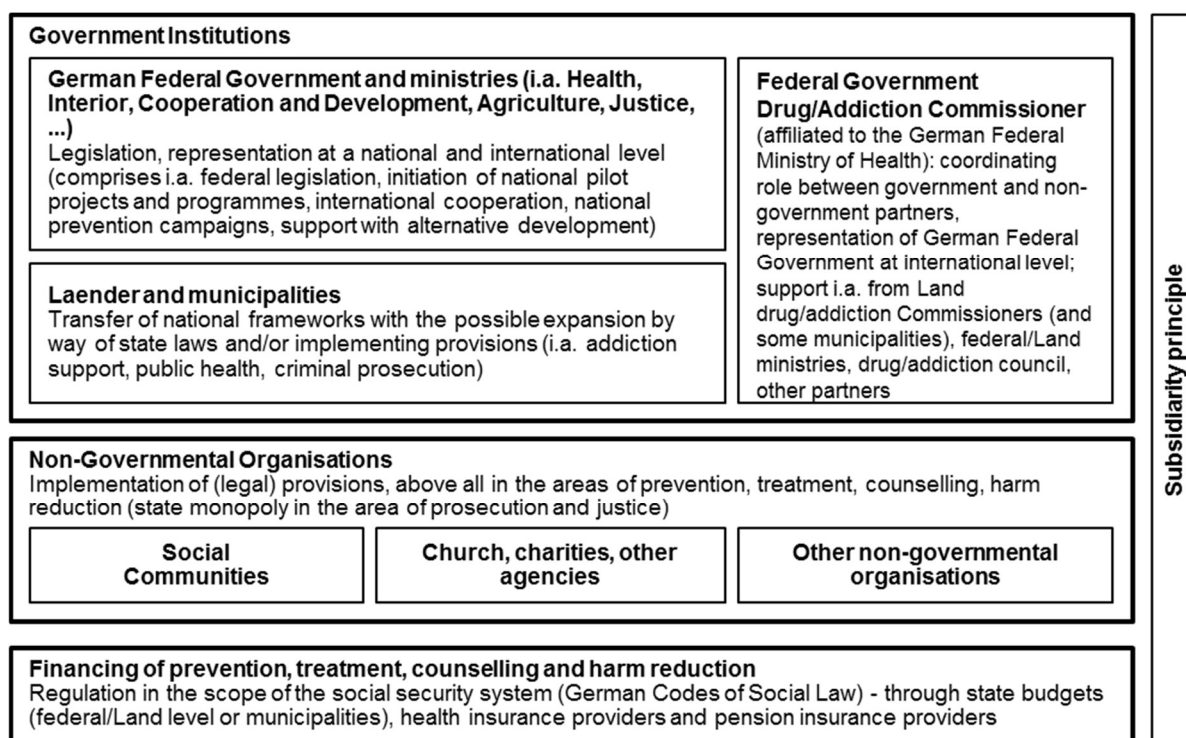 Government Institutions
German Federal Government and ministries (i.a. Health,
Interior, Cooperation and Development, Agriculture, Justice,
...)
Legislation, representation at a national and international level
(comprises i.a. federal legislation, initiation of national pilot
projects and programmes, international cooperation, national
prevention campaigns, support with alternative development)
Laender and municipalities
Transfer of national frameworks with the possible expansion by
way of state laws and/or implementing provisions (i.a. addiction
support, public health, criminal prosecution)
Federal Government
Drug/Addiction Commissioner
(affiliated to the German Federal
Ministry of Health): coordinating
role between government and non-
government partners,
representation of German Federal
Government at international level;
support i.a. from Land
drug/addiction Commissioners (and
some municipalities), federal/Land
ministries, drug/addiction council,
other partners
Non-Governmental Organisations
Implementation of (legal) provisions, above all in the areas of prevention, treatment, counselling, harm
reduction (state monopoly in the area of prosecution and justice)
Social
Communities
Church, charities, other
agencies
Other non-governmental
organisations
Financing of prevention, treatment, counselling and harm reduction
Regulation in the scope of the social security system (German Codes of Social Law) - through state budgets
(federal/Land level or municipalities), health insurance providers and pension insurance providers
Subsidiarity principle